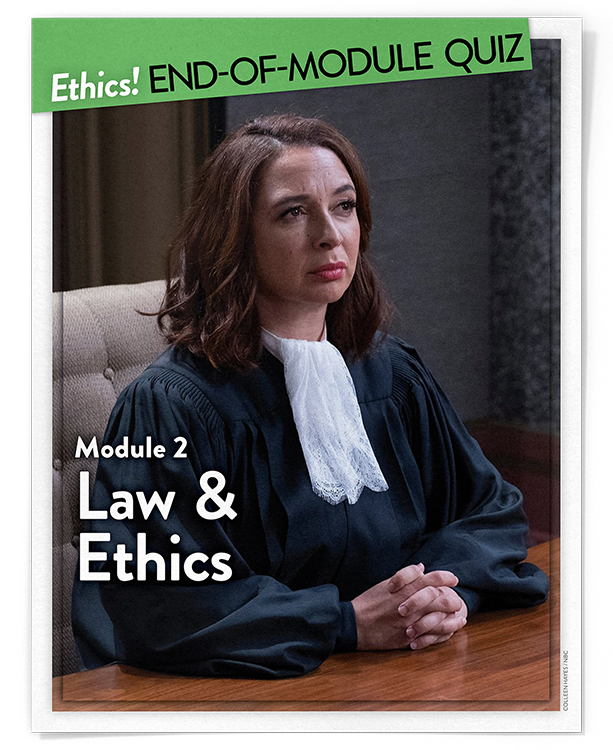 Ethics! END-OF-MODULE QUIZ
Module 2
Law &
Ethics
COLLEEN HAYES / NBC